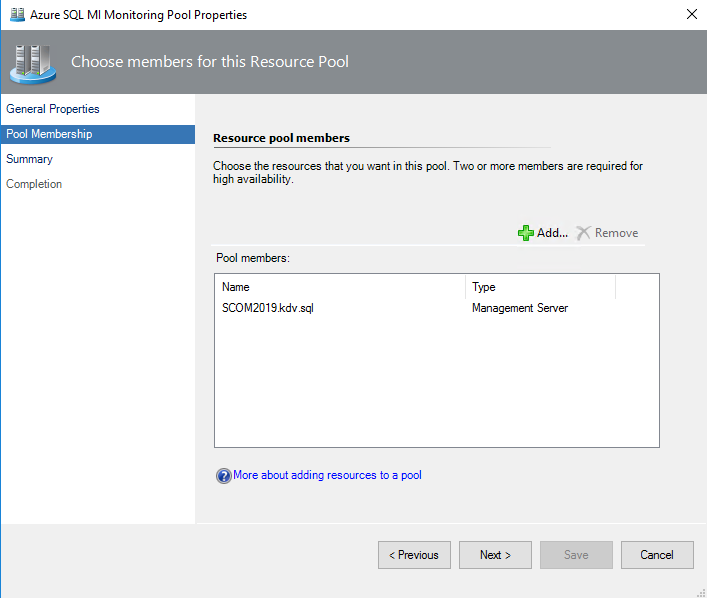 Azure SQL MI Monitoring Pool Properties
Choose members for this Resource Pool
General Properties
Pool Membership
Summary
Completion
Resource pool members
Choose the resources that you want in this pool. Two or more members are required for
high availability.
Add... Remove
Pool members:
Name Type
SCOM2019.kdv.sql Management Server
?More about adding resources to a pool
< Previous Next > Save Cancel